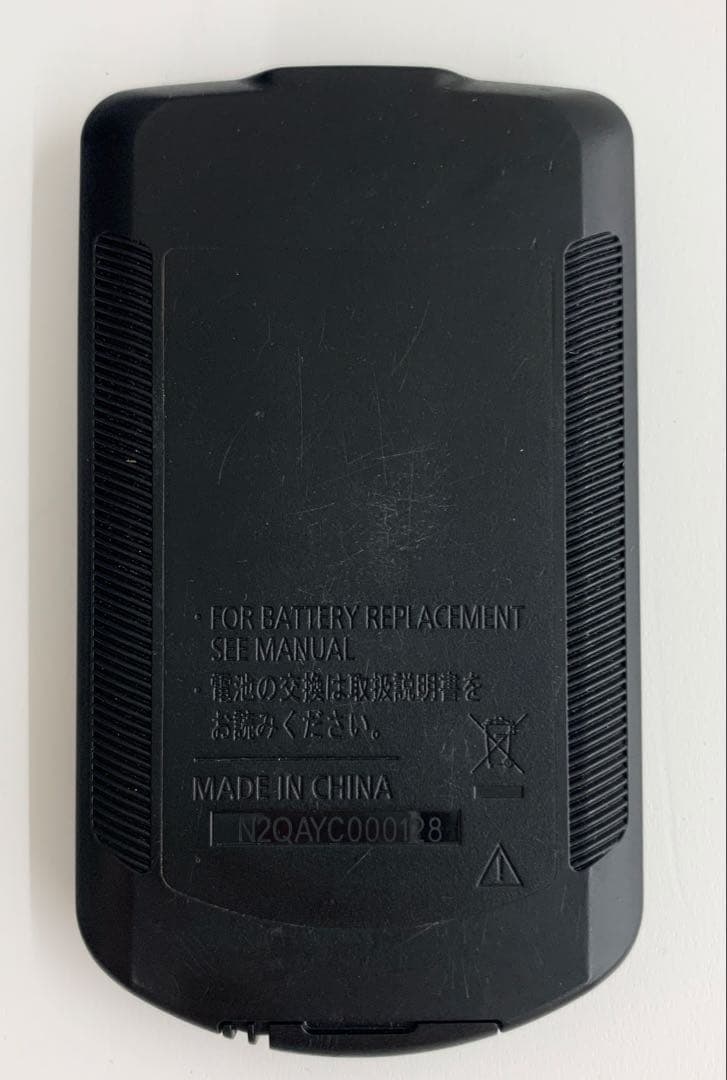 ・FOR BATTERY REPLACEMENT
SEE MANUAL
・電池の交換は取扱説明書を
お読みください。
MADE IN CHINA
N2QAYC000128